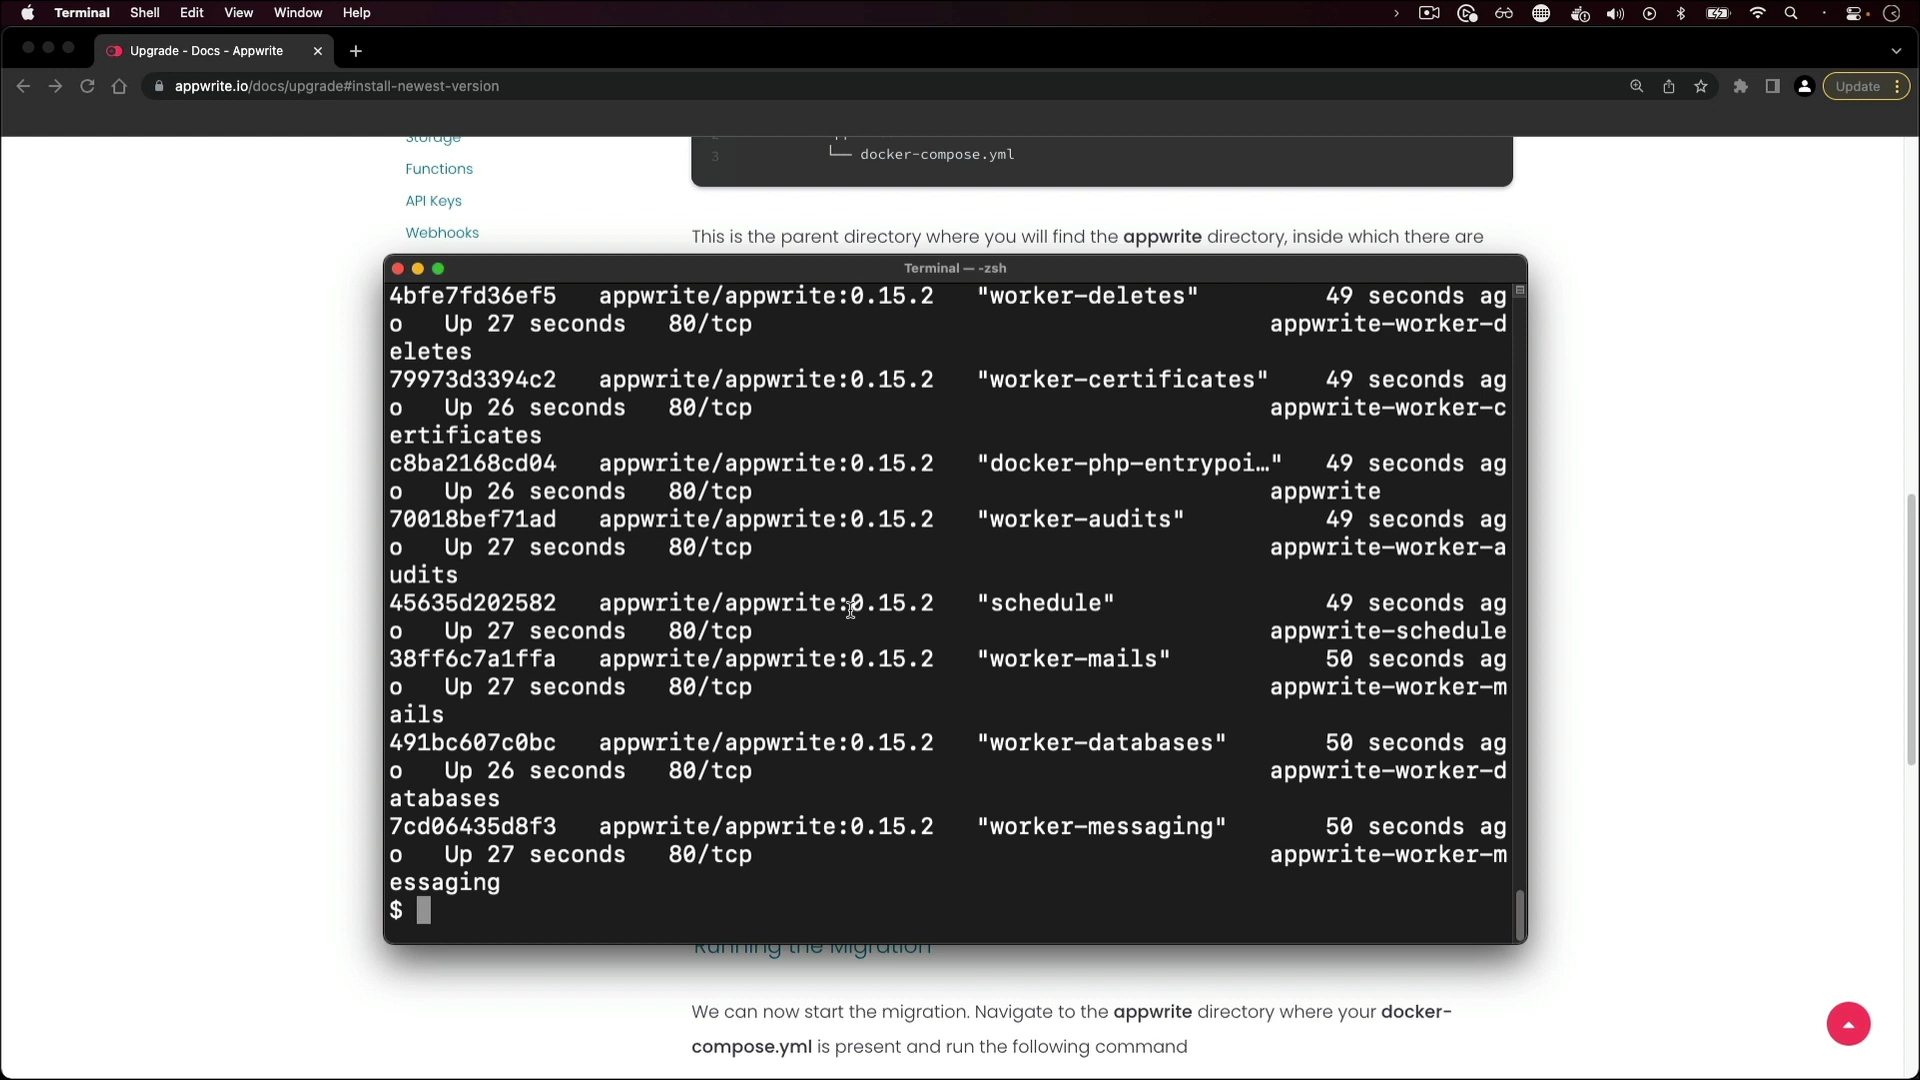 Terminal Shell Edit View Window Help
Upgrade - Docs - Appwrite
appwrite.io/docs/upgrade#install-newest-version
Update
Storage
Functions
API Keys
Webhooks
3 └── docker-compose.yml
This is the parent directory where you will find the appwrite directory, inside which there are
Terminal — -zsh
4bfe7fd36ef5 appwrite/appwrite:0.15.2 "worker-deletes" 49 seconds ag
o Up 27 seconds 80/tcp appwrite-worker-d
eletes
79973d3394c2 appwrite/appwrite:0.15.2 "worker-certificates" 49 seconds ag
o Up 26 seconds 80/tcp appwrite-worker-c
ertificates
c8ba2168cd04 appwrite/appwrite:0.15.2 "docker-php-entrypoi…" 49 seconds ag
o Up 26 seconds 80/tcp appwrite
70018bef71ad appwrite/appwrite:0.15.2 "worker-audits" 49 seconds ag
o Up 27 seconds 80/tcp appwrite-worker-a
udits
45635d202582 appwrite/appwrite:0.15.2 "schedule" 49 seconds ag
o Up 27 seconds 80/tcp appwrite-schedule
38ff6c7a1ffa appwrite/appwrite:0.15.2 "worker-mails" 50 seconds ag
o Up 27 seconds 80/tcp appwrite-worker-m
ails
491bc607c0bc appwrite/appwrite:0.15.2 "worker-databases" 50 seconds ag
o Up 26 seconds 80/tcp appwrite-worker-d
atabases
7cd06435d8f3 appwrite/appwrite:0.15.2 "worker-messaging" 50 seconds ag
o Up 27 seconds 80/tcp appwrite-worker-m
essaging
$
Running the Migration
We can now start the migration. Navigate to the appwrite directory where your docker-
compose.yml is present and run the following command